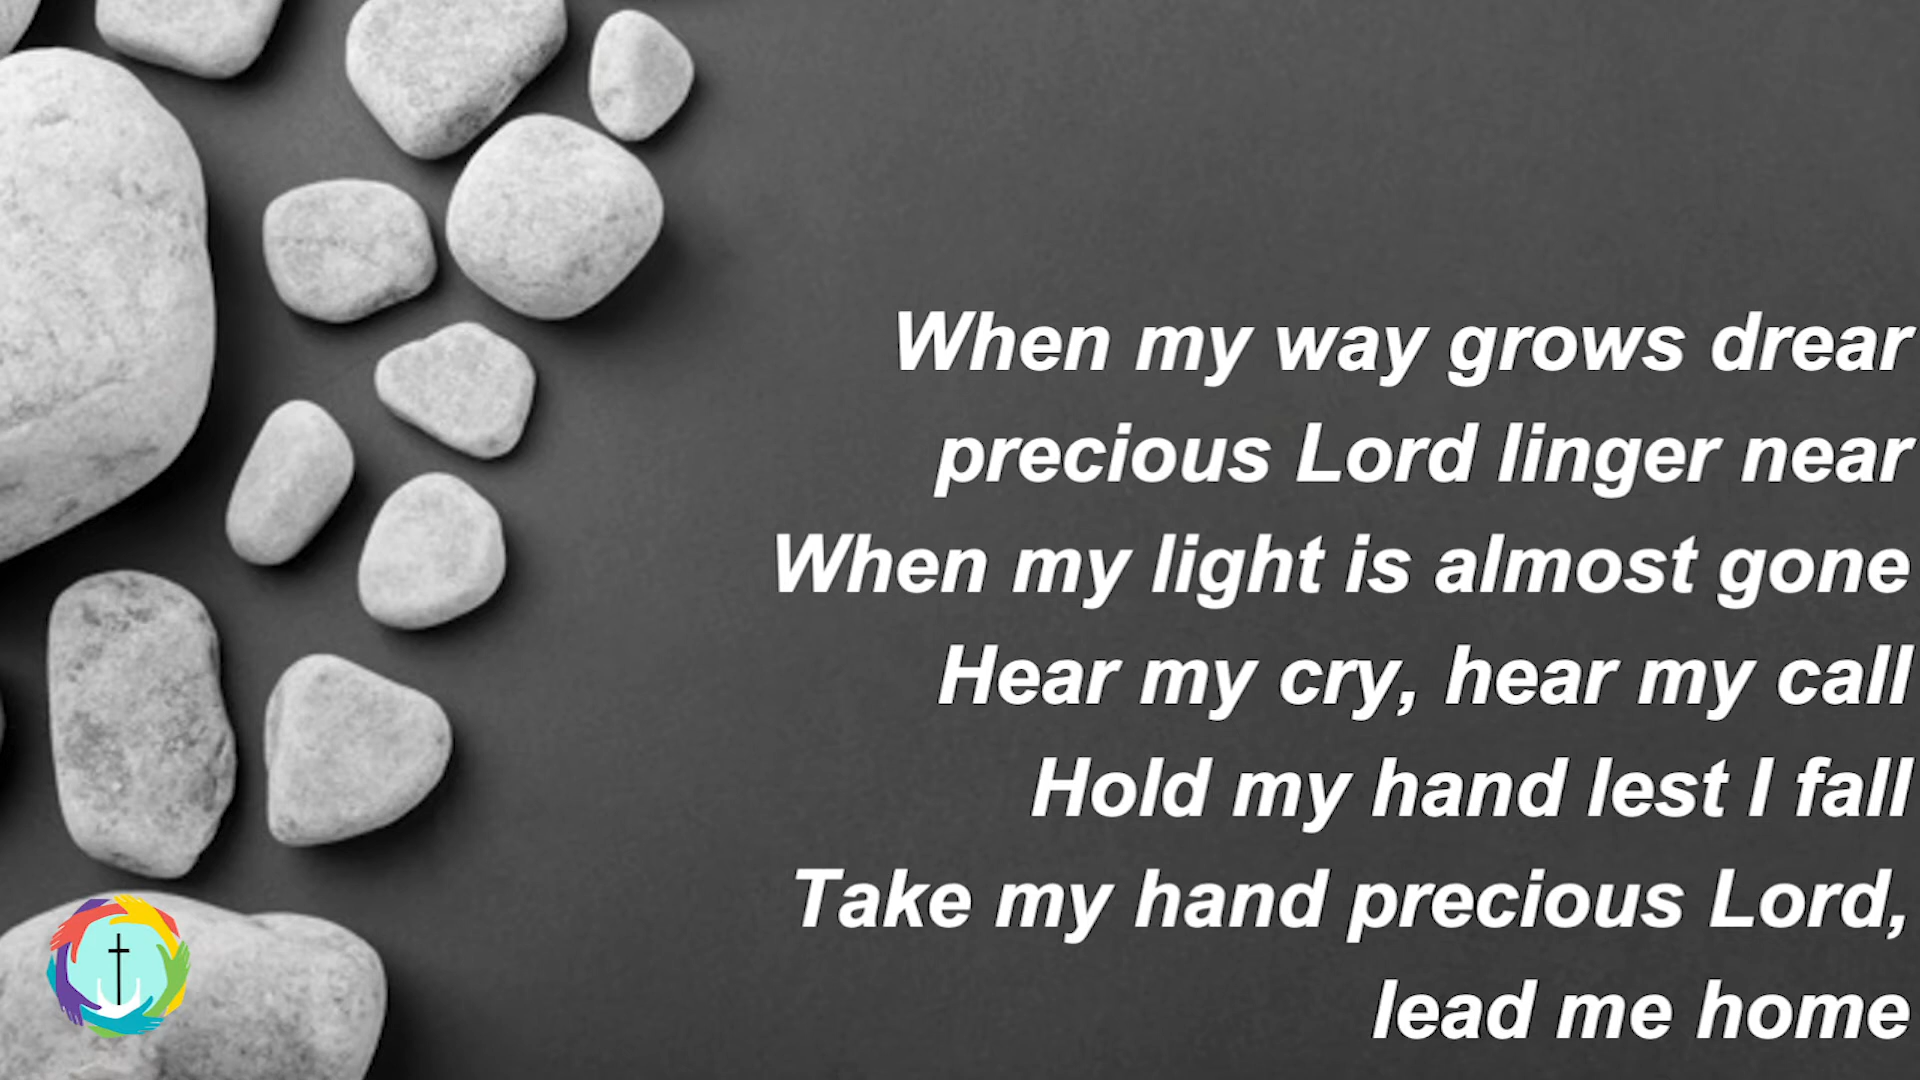 When my way grows drear
precious Lord linger near
When my light is almost gone
Hear my cry, hear my call
Hold my hand lest I fall
Take my hand precious Lord,
lead me home